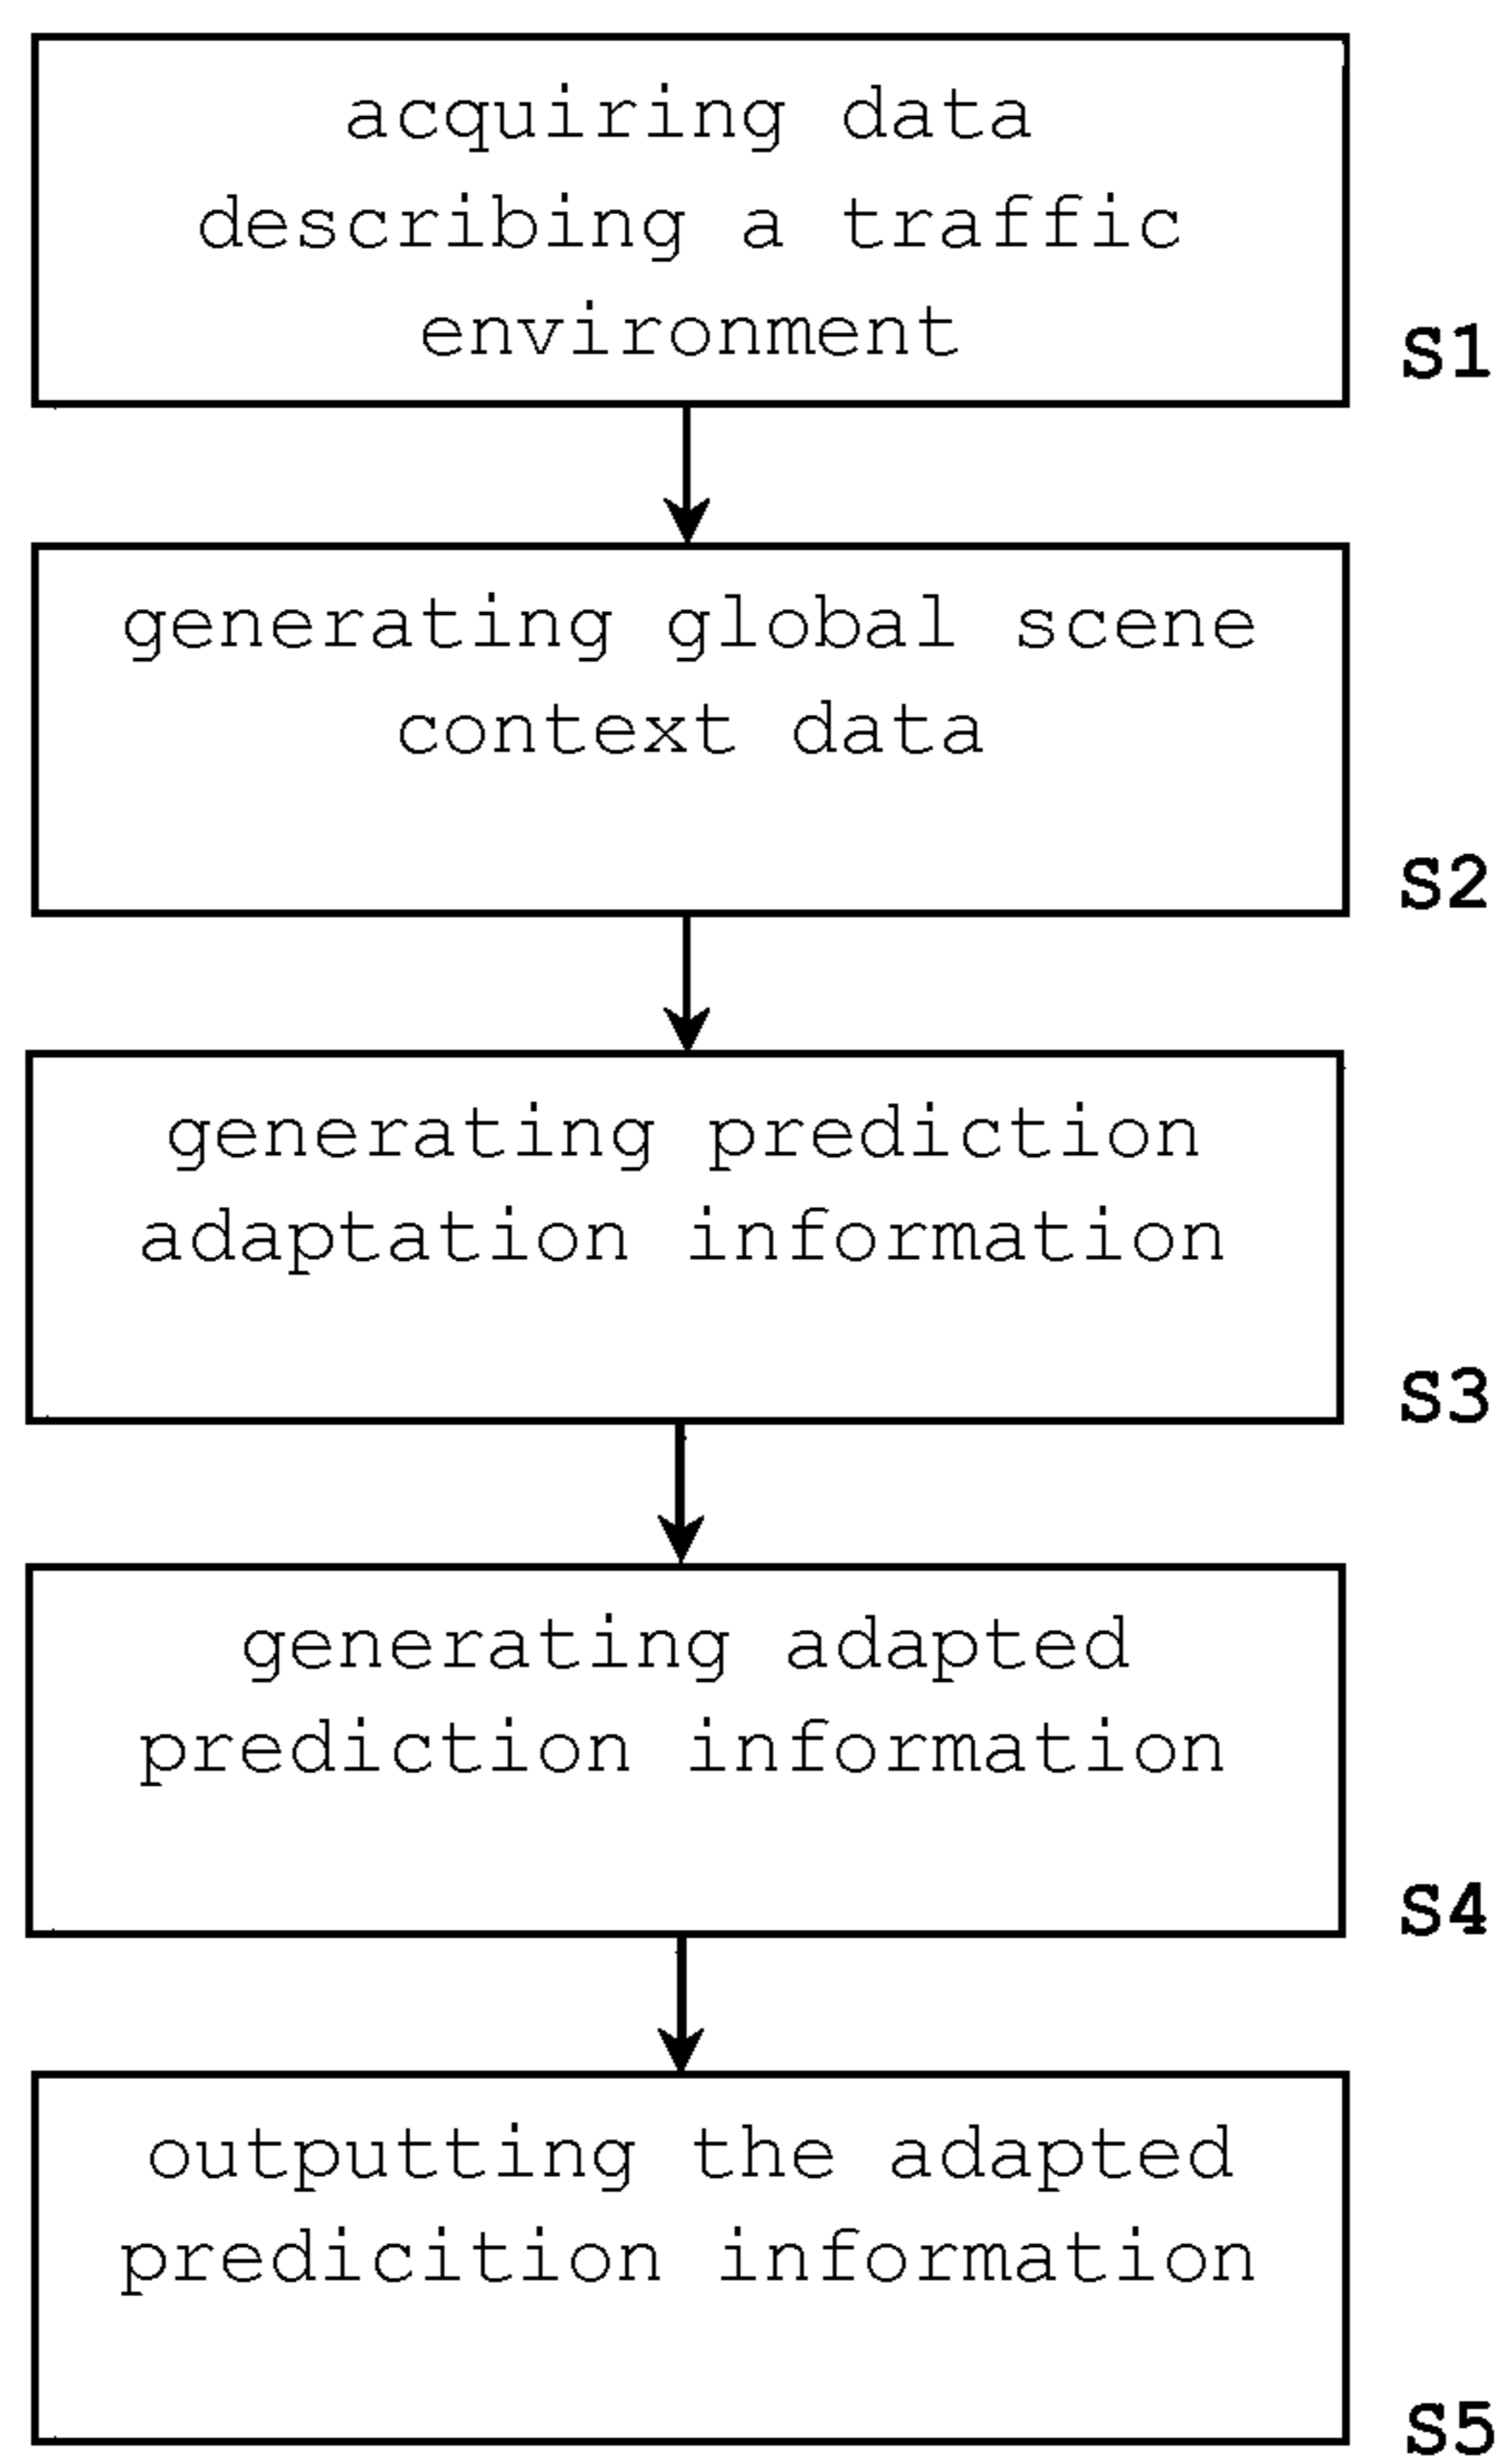 acquiring data
describing a traffic
environment
S1
generating global scene
context data
S2
generating prediction
adaptation information
S3
generating adapted
prediction information
S4
outputting the adapted
predicition information
S5